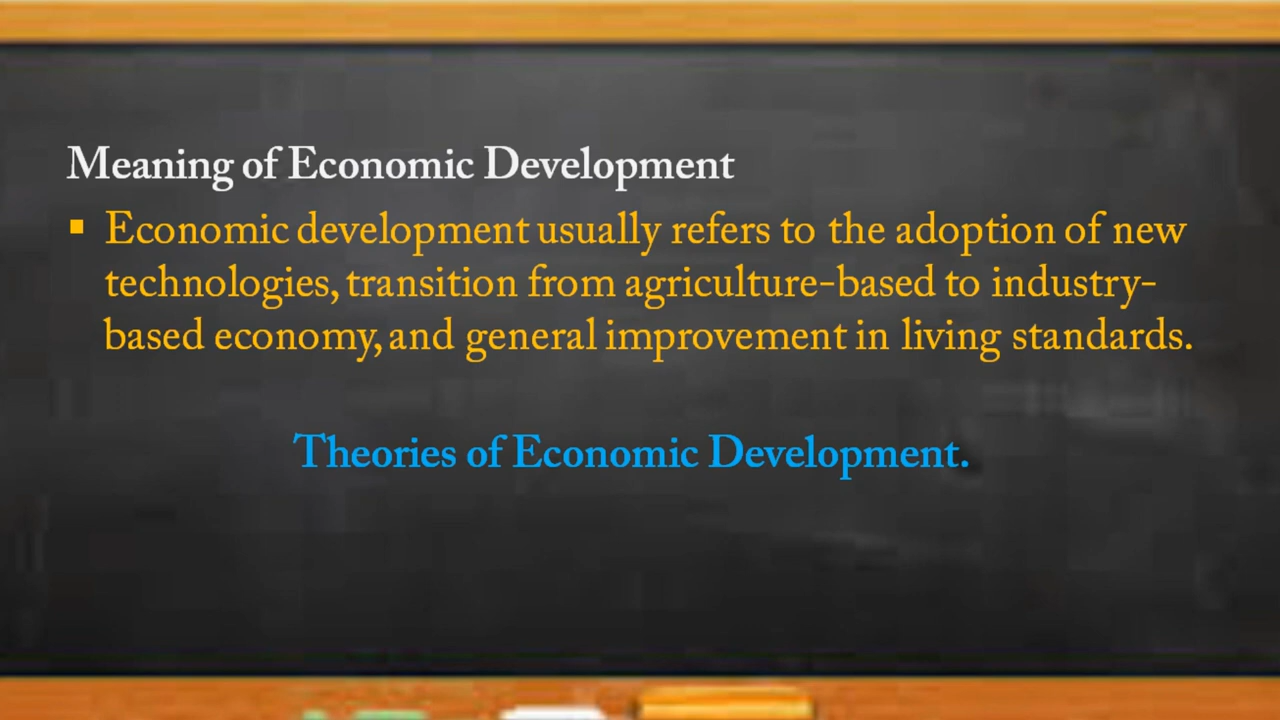 Meaning of Economic Development
▪ Economic development usually refers to the adoption of new
technologies, transition from agriculture-based to industry-
based economy, and general improvement in living standards.
Theories of Economic Development.